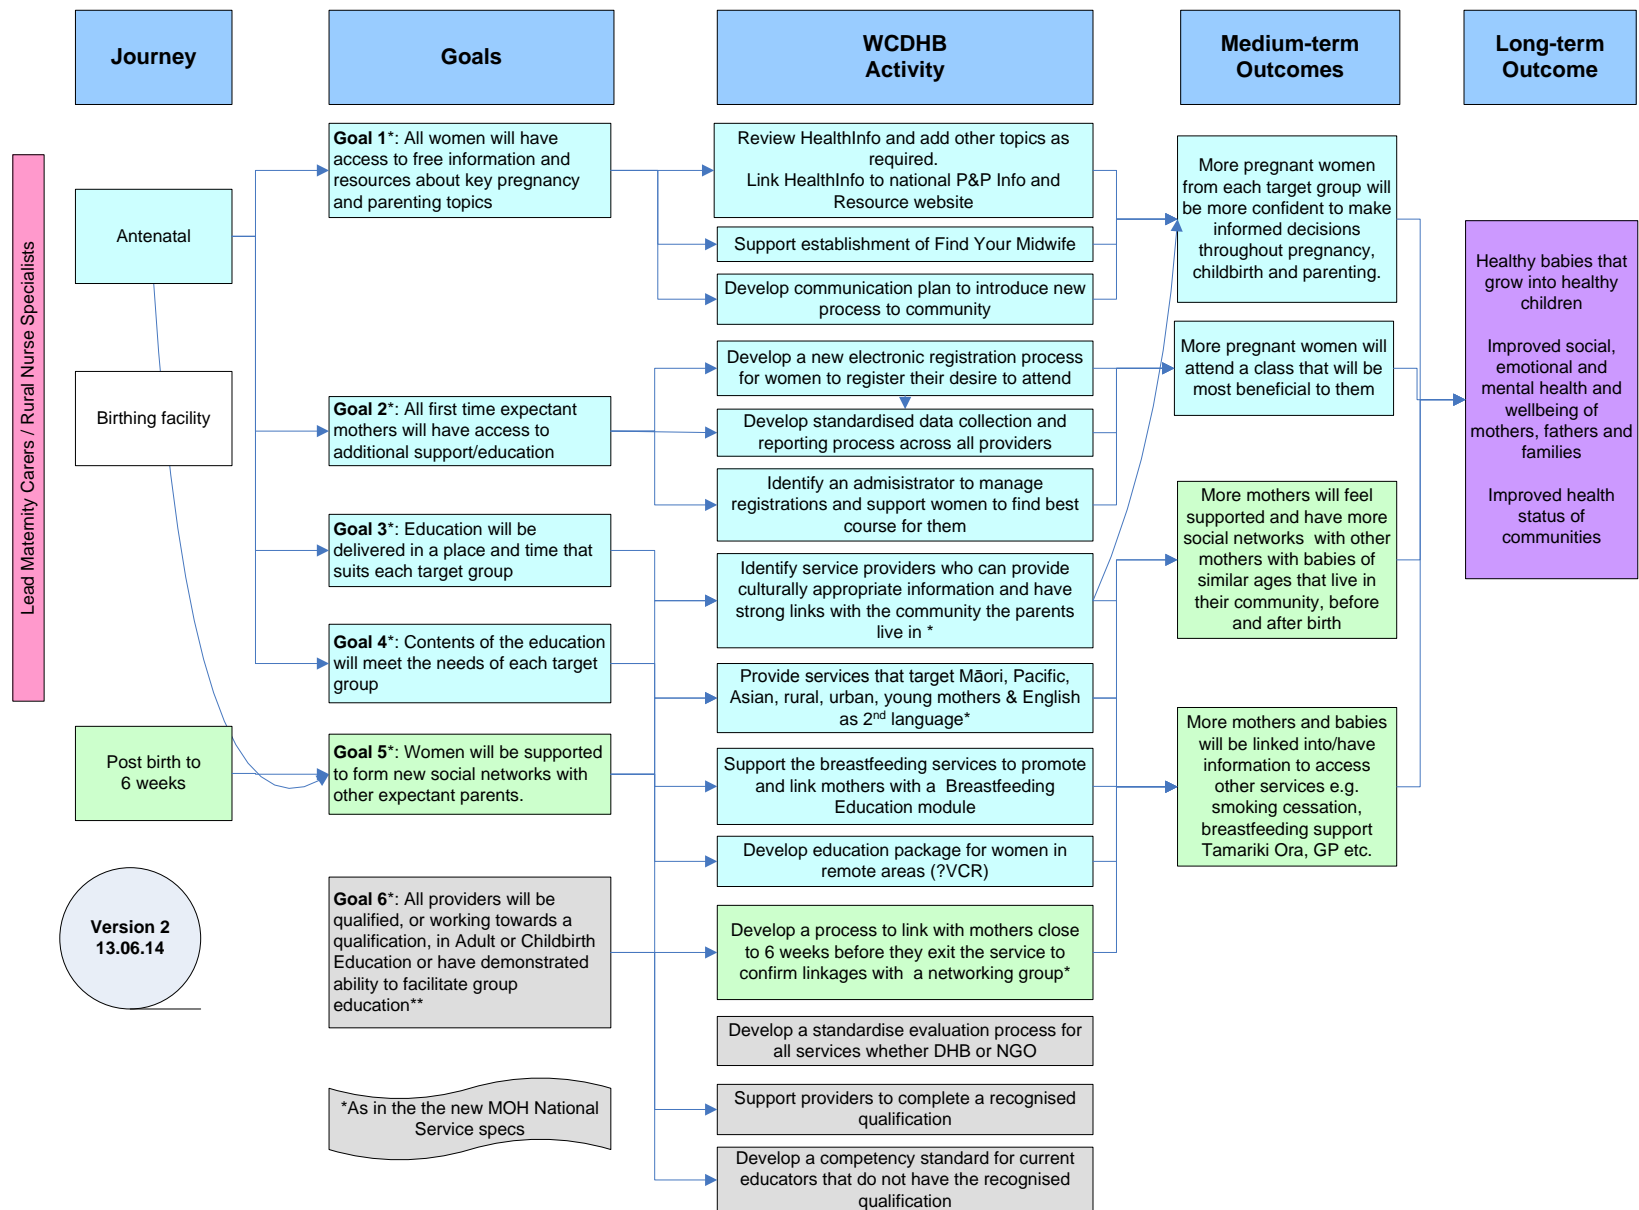 Journey
Goals
WCDHB
Activity
Medium-term
Outcomes
Long-term
Outcome
Lead Maternity Carers / Rural Nurse Specialists
Antenatal
Birthing facility
Post birth to
6 weeks
Version 2
13.06.14
Goal 1*: All women will have
access to free information and
resources about key pregnancy
and parenting topics
Goal 2*: All first time expectant
mothers will have access to
additional support/education
Goal 3*: Education will be
delivered in a place and time that
suits each target group
Goal 4*: Contents of the education
will meet the needs of each target
group
Goal 5*: Women will be supported
to form new social networks with
other expectant parents.
Goal 6*: All providers will be
qualified, or working towards a
qualification, in Adult or Childbirth
Education or have demonstrated
ability to facilitate group
education**
*As in the the new MOH National
Service specs
Review HealthInfo and add other topics as
required.
Link HealthInfo to national P&P Info and
Resource website
Support establishment of Find Your Midwife
Develop communication plan to introduce new
process to community
Develop a new electronic registration process
for women to register their desire to attend
Develop standardised data collection and
reporting process across all providers
Identify an admisistrator to manage
registrations and support women to find best
course for them
Identify service providers who can provide
culturally appropriate information and have
strong links with the community the parents
live in *
Provide services that target Māori, Pacific,
Asian, rural, urban, young mothers & English
as 2nd language*
Support the breastfeeding services to promote
and link mothers with a Breastfeeding
Education module
Develop education package for women in
remote areas (?VCR)
Develop a process to link with mothers close
to 6 weeks before they exit the service to
confirm linkages with a networking group*
Develop a standardise evaluation process for
all services whether DHB or NGO
Support providers to complete a recognised
qualification
Develop a competency standard for current
educators that do not have the recognised
qualification
More pregnant women
from each target group will
be more confident to make
informed decisions
throughout pregnancy,
childbirth and parenting.
More pregnant women will
attend a class that will be
most beneficial to them
More mothers will feel
supported and have more
social networks with other
mothers with babies of
similar ages that live in
their community, before
and after birth
More mothers and babies
will be linked into/have
information to access
other services e.g.
smoking cessation,
breastfeeding support
Tamariki Ora, GP etc.
Healthy babies that
grow into healthy
children
Improved social,
emotional and
mental health and
wellbeing of
mothers, fathers and
families
Improved health
status of
communities